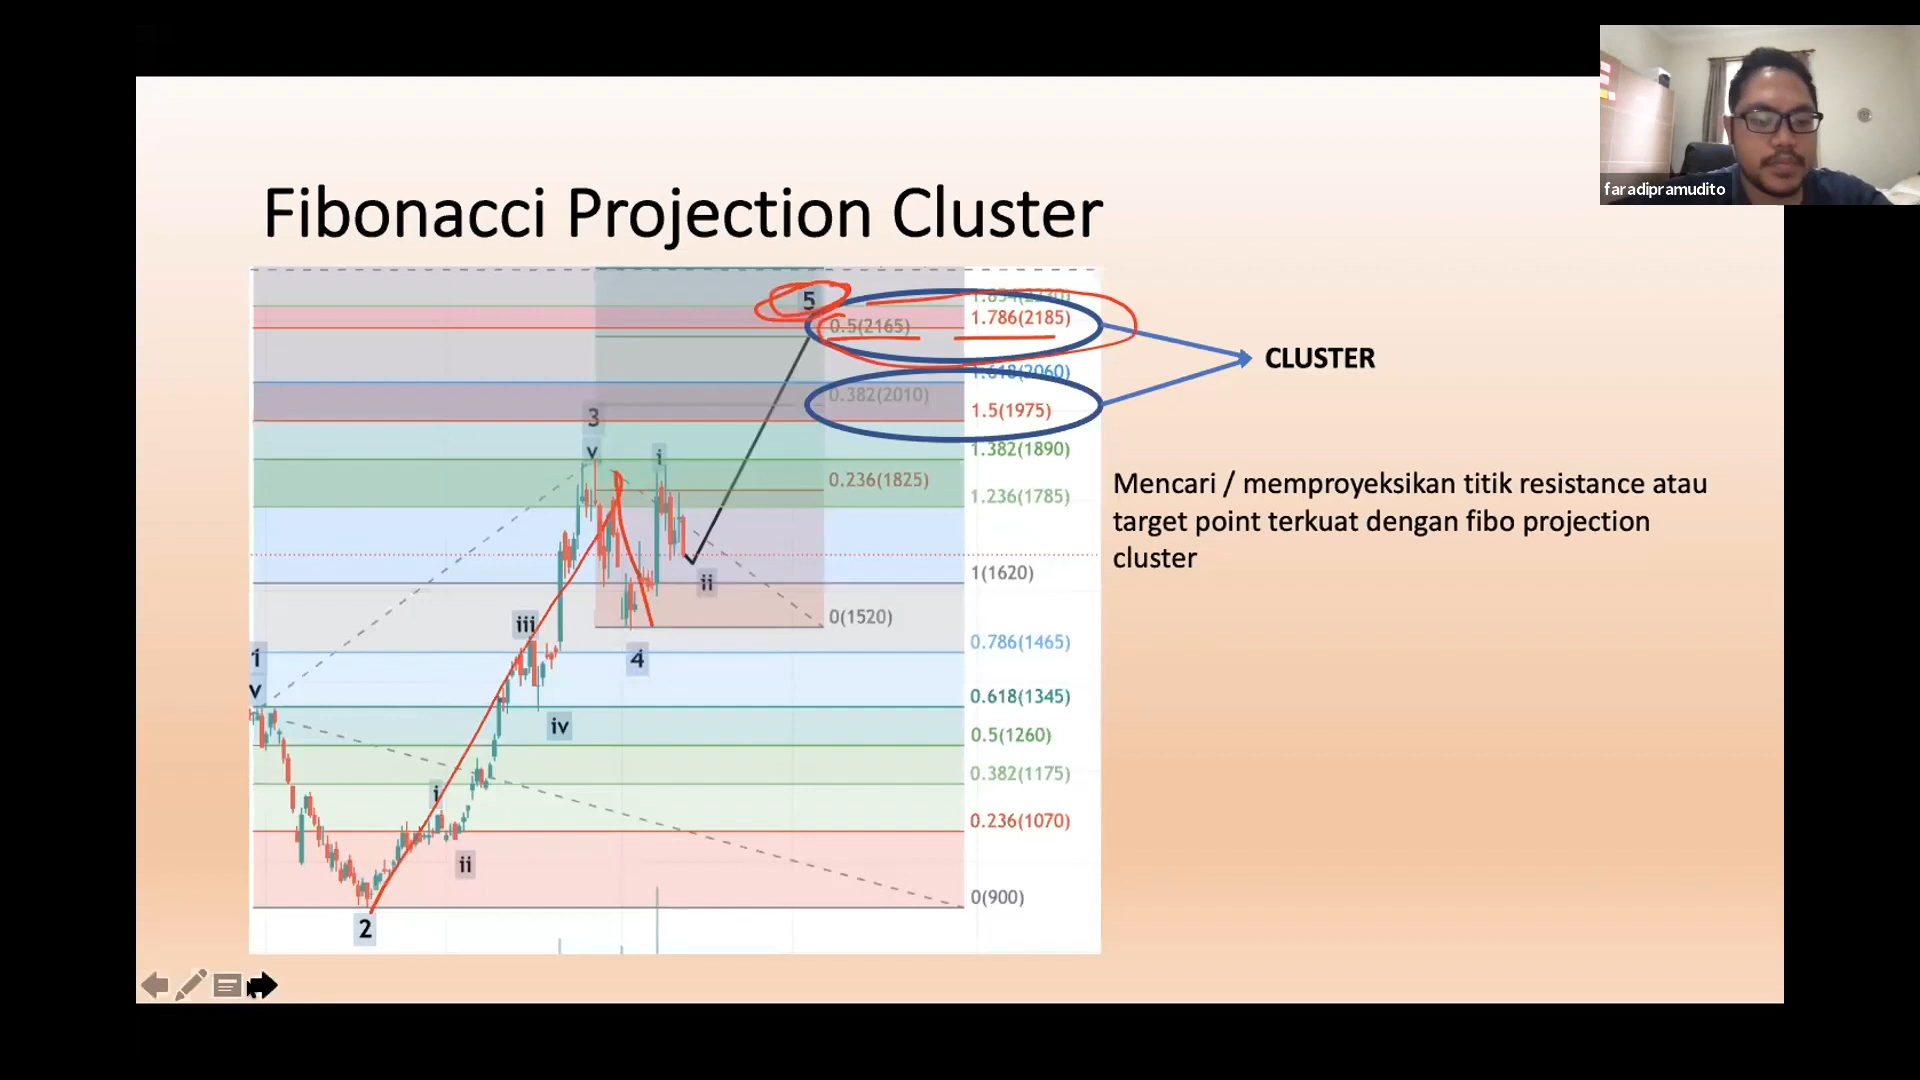 faradipramudito
Fibonacci Projection Cluster
5
0.5(2165)
1.786(2185)
CLUSTER
1.618(2060)
0.382(2010)
1.5(1975)
3
v
i
1.382(1890)
0.236(1825)
1.236(1785)
Mencari / memproyeksikan titik resistance atau
target point terkuat dengan fibo projection
cluster
1(1620)
ii
0(1520)
iii
4
0.786(1465)
1
v
0.618(1345)
iv
0.5(1260)
0.382(1175)
i
0.236(1070)
ii
0(900)
2